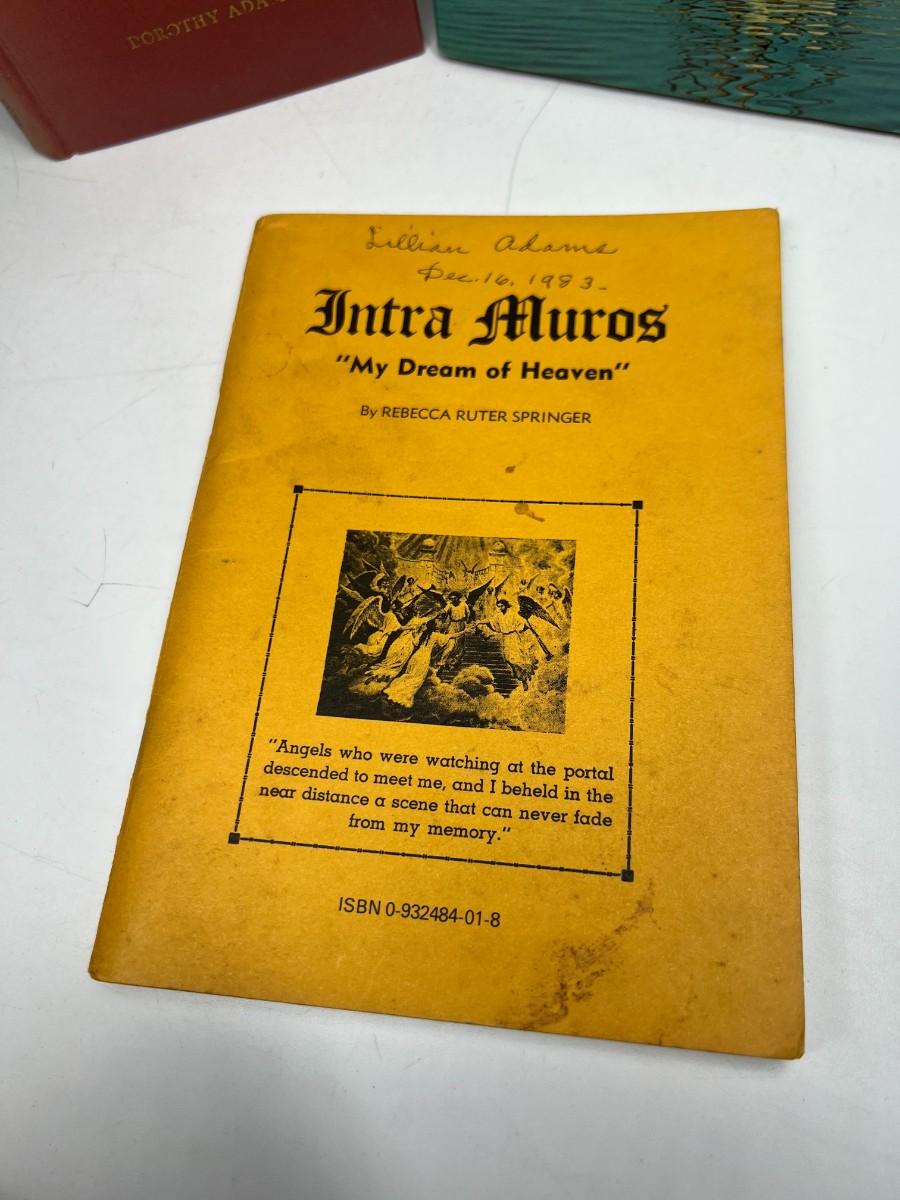 DOROTHY ADA
Lillian Adams
Dec. 16, 1983-
Intra Muros
"My Dream of Heaven"
By REBECCA RUTER SPRINGER
"Angels who were watching at the portal
descended to meet me, and I beheld in the
near distance a scene that can never fade
from my memory."
ISBN 0-932484-01-8